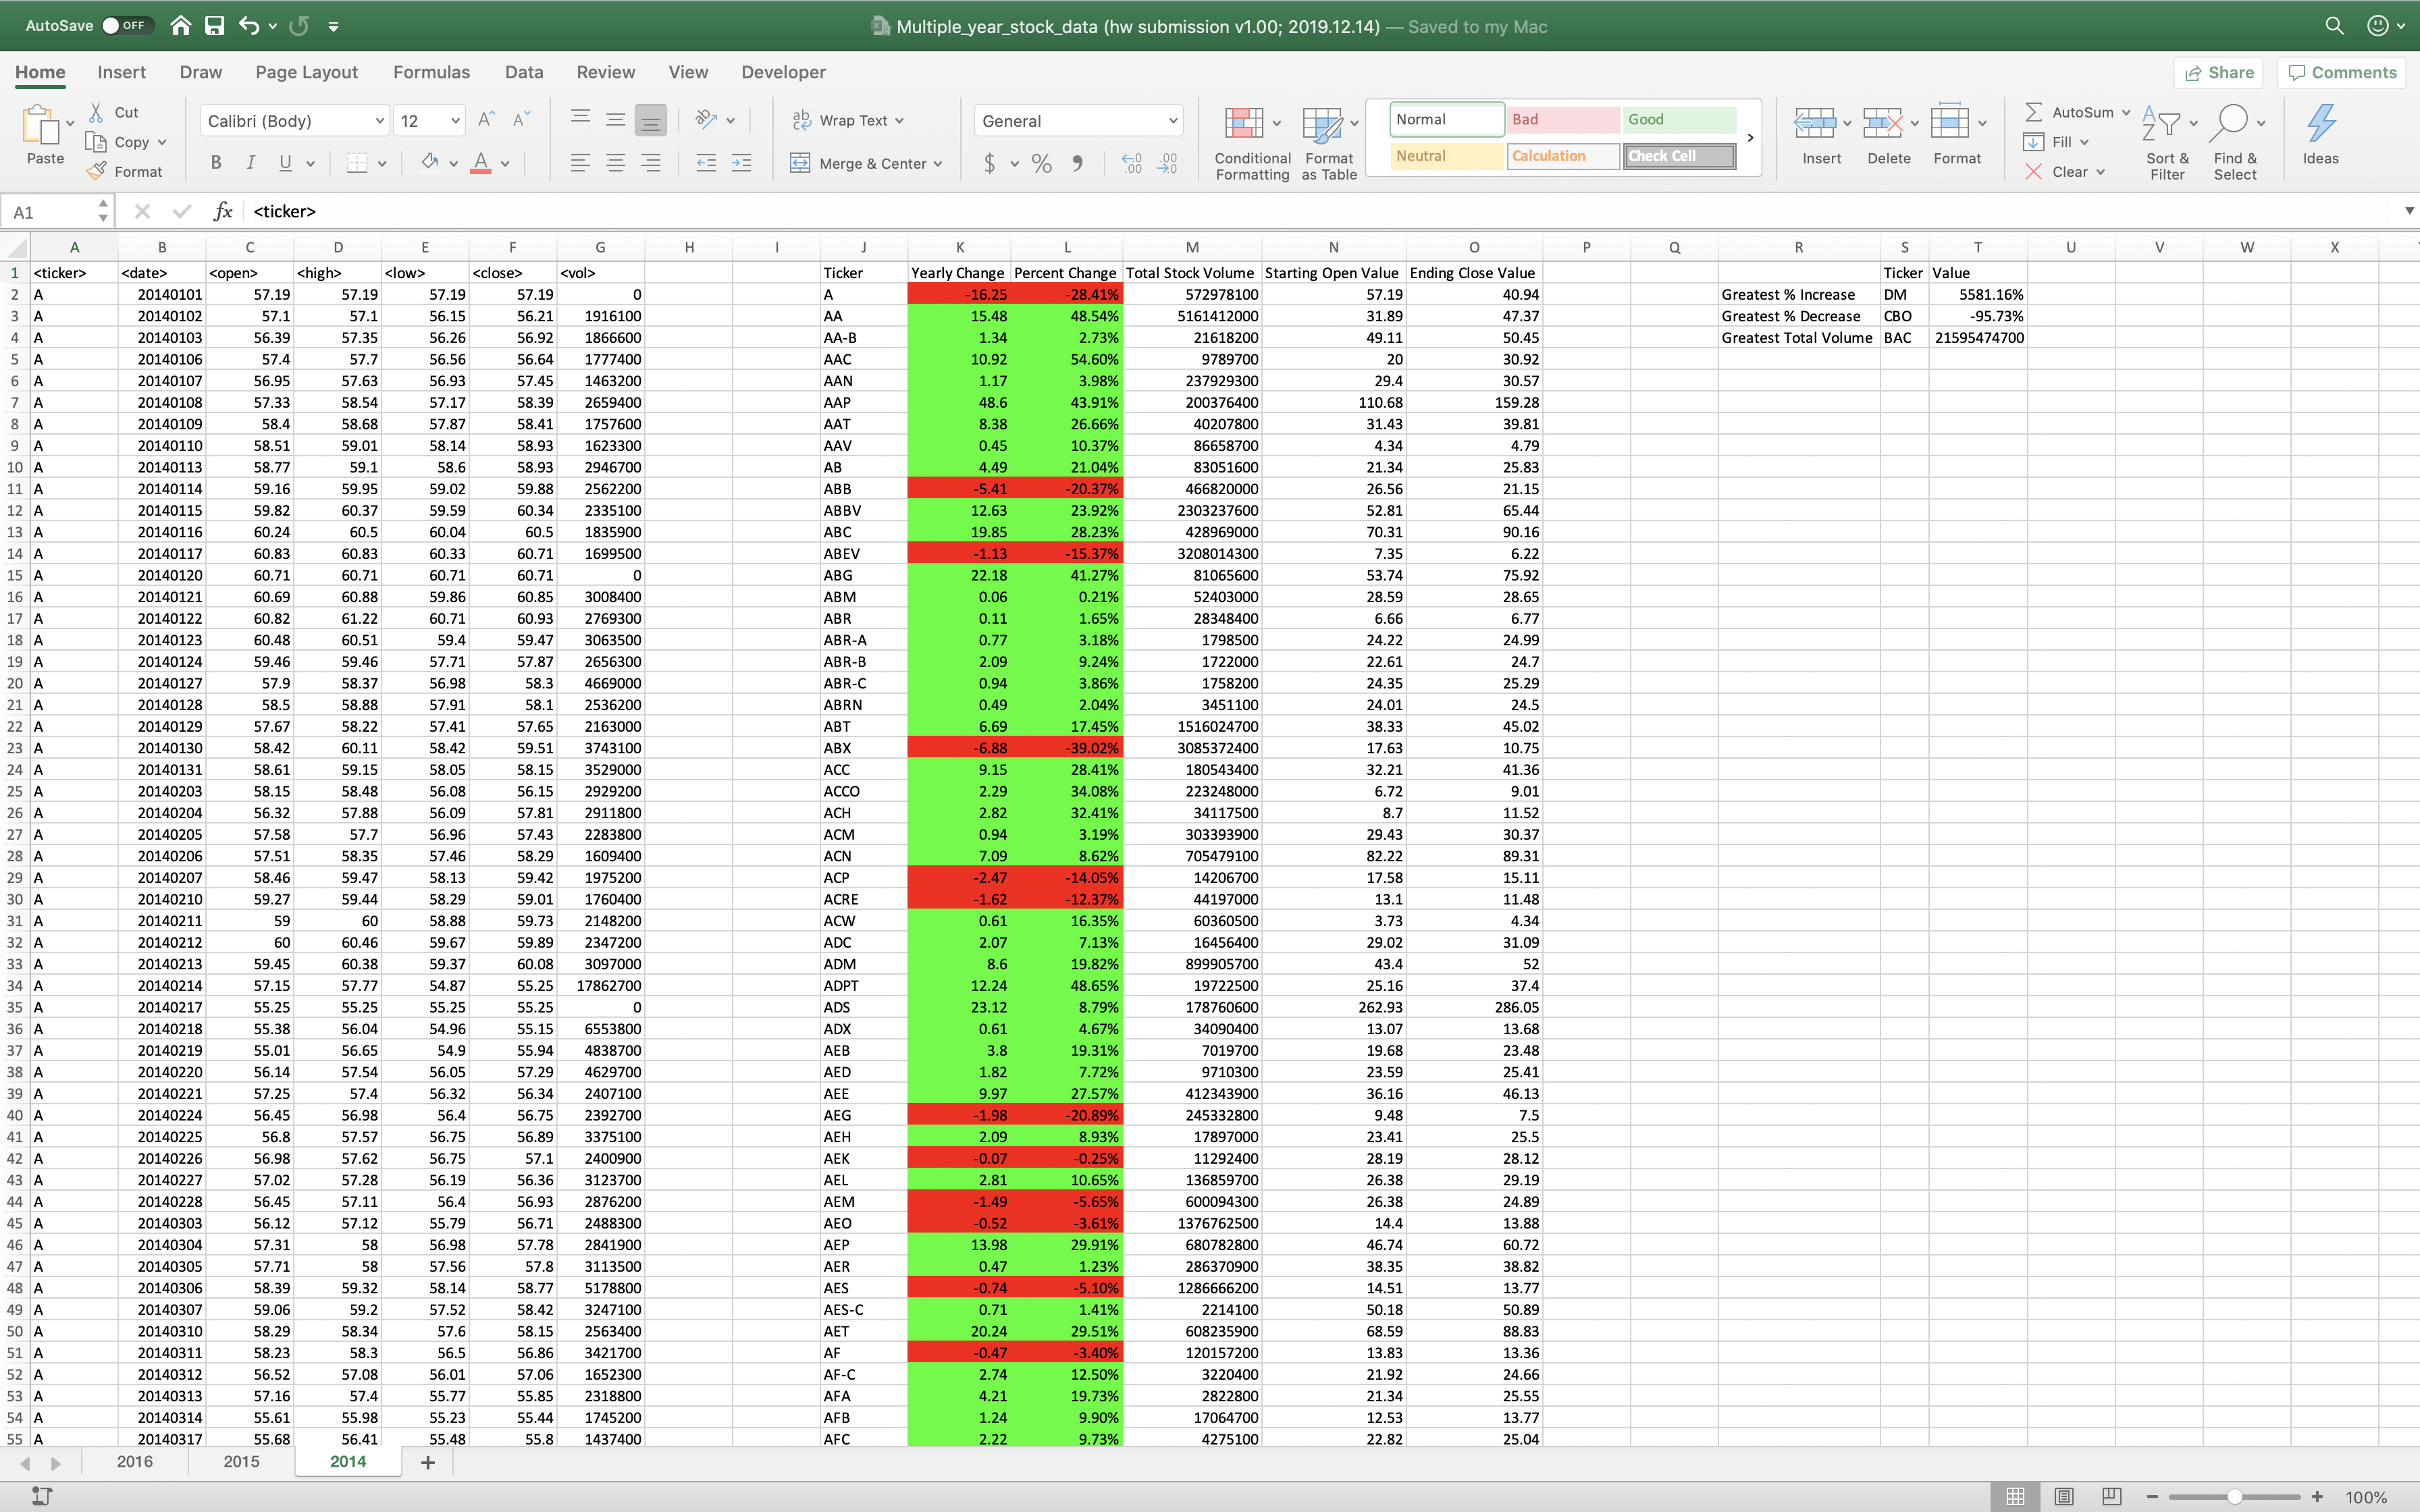 AutoSave OFF Multiple_year_stock_data (hw submission v1.00; 2019.12.14) — Saved to my Mac
Home Insert Draw Page Layout Formulas Data Review View Developer Share Comments
Paste Cut Copy Format Calibri (Body) 12 Wrap Text Merge & Center General Conditional Formatting Format as Table Normal Bad Good Neutral Calculation Check Cell Insert Delete Format AutoSum Fill Clear Sort & Filter Find & Select Ideas
A1 fx <ticker>
A B C D E F G H I J K L M N O P Q R S T U V W X
1 <ticker> <date> <open> <high> <low> <close> <vol> Ticker Yearly Change Percent Change Total Stock Volume Starting Open Value Ending Close Value Ticker Value
2 A 20140101 57.19 57.19 57.19 57.19 0 A -16.25 -28.41% 572978100 57.19 40.94 Greatest % Increase DM 5581.16%
3 A 20140102 57.1 57.1 56.15 56.21 1916100 AA 15.48 48.54% 5161412000 31.89 47.37 Greatest % Decrease CBO -95.73%
4 A 20140103 56.39 57.35 56.26 56.92 1866600 AA-B 1.34 2.73% 21618200 49.11 50.45 Greatest Total Volume BAC 21595474700
5 A 20140106 57.4 57.7 56.56 56.64 1777400 AAC 10.92 54.60% 9789700 20 30.92
6 A 20140107 56.95 57.63 56.93 57.45 1463200 AAN 1.17 3.98% 237929300 29.4 30.57
7 A 20140108 57.33 58.54 57.17 58.39 2659400 AAP 48.6 43.91% 200376400 110.68 159.28
8 A 20140109 58.4 58.68 57.87 58.41 1757600 AAT 8.38 26.66% 40207800 31.43 39.81
9 A 20140110 58.51 59.01 58.14 58.93 1623300 AAV 0.45 10.37% 86658700 4.34 4.79
10 A 20140113 58.77 59.1 58.6 58.93 2946700 AB 4.49 21.04% 83051600 21.34 25.83
11 A 20140114 59.16 59.95 59.02 59.88 2562200 ABB -5.41 -20.37% 466820000 26.56 21.15
12 A 20140115 59.82 60.37 59.59 60.34 2335100 ABBV 12.63 23.92% 2303237600 52.81 65.44
13 A 20140116 60.24 60.5 60.04 60.5 1835900 ABC 19.85 28.23% 428969000 70.31 90.16
14 A 20140117 60.83 60.83 60.33 60.71 1699500 ABEV -1.13 -15.37% 3208014300 7.35 6.22
15 A 20140120 60.71 60.71 60.71 60.71 0 ABG 22.18 41.27% 81065600 53.74 75.92
16 A 20140121 60.69 60.88 59.86 60.85 3008400 ABM 0.06 0.21% 52403000 28.59 28.65
17 A 20140122 60.82 61.22 60.71 60.93 2769300 ABR 0.11 1.65% 28348400 6.66 6.77
18 A 20140123 60.48 60.51 59.4 59.47 3063500 ABR-A 0.77 3.18% 1798500 24.22 24.99
19 A 20140124 59.46 59.46 57.71 57.87 2656300 ABR-B 2.09 9.24% 1722000 22.61 24.7
20 A 20140127 57.9 58.37 56.98 58.3 4669000 ABR-C 0.94 3.86% 1758200 24.35 25.29
21 A 20140128 58.5 58.88 57.91 58.1 2536200 ABRN 0.49 2.04% 3451100 24.01 24.5
22 A 20140129 57.67 58.22 57.41 57.65 2163000 ABT 6.69 17.45% 1516024700 38.33 45.02
23 A 20140130 58.42 60.11 58.42 59.51 3743100 ABX -6.88 -39.02% 3085372400 17.63 10.75
24 A 20140131 58.61 59.15 58.05 58.15 3529000 ACC 9.15 28.41% 180543400 32.21 41.36
25 A 20140203 58.15 58.48 56.08 56.15 2929200 ACCO 2.29 34.08% 223248000 6.72 9.01
26 A 20140204 56.32 57.88 56.09 57.81 2911800 ACH 2.82 32.41% 34117500 8.7 11.52
27 A 20140205 57.58 57.7 56.96 57.43 2283800 ACM 0.94 3.19% 303393900 29.43 30.37
28 A 20140206 57.51 58.35 57.46 58.29 1609400 ACN 7.09 8.62% 705479100 82.22 89.31
29 A 20140207 58.46 59.47 58.13 59.42 1975200 ACP -2.47 -14.05% 14206700 17.58 15.11
30 A 20140210 59.27 59.44 58.29 59.01 1760400 ACRE -1.62 -12.37% 44197000 13.1 11.48
31 A 20140211 59 60 58.88 59.73 2148200 ACW 0.61 16.35% 60360500 3.73 4.34
32 A 20140212 60 60.46 59.67 59.89 2347200 ADC 2.07 7.13% 16456400 29.02 31.09
33 A 20140213 59.45 60.38 59.37 60.08 3097000 ADM 8.6 19.82% 899905700 43.4 52
34 A 20140214 57.15 57.77 54.87 55.25 17862700 ADPT 12.24 48.65% 19722500 25.16 37.4
35 A 20140217 55.25 55.25 55.25 55.25 0 ADS 23.12 8.79% 178760600 262.93 286.05
36 A 20140218 55.38 56.04 54.96 55.15 6553800 ADX 0.61 4.67% 34090400 13.07 13.68
37 A 20140219 55.01 56.65 54.9 55.94 4838700 AEB 3.8 19.31% 7019700 19.68 23.48
38 A 20140220 56.14 57.54 56.05 57.29 4629700 AED 1.82 7.72% 9710300 23.59 25.41
39 A 20140221 57.25 57.4 56.32 56.34 2407100 AEE 9.97 27.57% 412343900 36.16 46.13
40 A 20140224 56.45 56.98 56.4 56.75 2392700 AEG -1.98 -20.89% 245332800 9.48 7.5
41 A 20140225 56.8 57.57 56.75 56.89 3375100 AEH 2.09 8.93% 17897000 23.41 25.5
42 A 20140226 56.98 57.62 56.75 57.1 2400900 AEK -0.07 -0.25% 11292400 28.19 28.12
43 A 20140227 57.02 57.28 56.19 56.36 3123700 AEL 2.81 10.65% 136859700 26.38 29.19
44 A 20140228 56.45 57.11 56.4 56.93 2876200 AEM -1.49 -5.65% 600094300 26.38 24.89
45 A 20140303 56.12 57.12 55.79 56.71 2488300 AEO -0.52 -3.61% 1376762500 14.4 13.88
46 A 20140304 57.31 58 56.98 57.78 2841900 AEP 13.98 29.91% 680782800 46.74 60.72
47 A 20140305 57.71 58 57.56 57.8 3113500 AER 0.47 1.23% 286370900 38.35 38.82
48 A 20140306 58.39 59.32 58.14 58.77 5178800 AES -0.74 -5.10% 1286666200 14.51 13.77
49 A 20140307 59.06 59.2 57.52 58.42 3247100 AES-C 0.71 1.41% 2214100 50.18 50.89
50 A 20140310 58.29 58.34 57.6 58.15 2563400 AET 20.24 29.51% 608235900 68.59 88.83
51 A 20140311 58.23 58.3 56.5 56.86 3421700 AF -0.47 -3.40% 120157200 13.83 13.36
52 A 20140312 56.52 57.08 56.01 57.06 1652300 AF-C 2.74 12.50% 3220400 21.92 24.66
53 A 20140313 57.16 57.4 55.77 55.85 2318800 AFA 4.21 19.73% 2822800 21.34 25.55
54 A 20140314 55.61 55.98 55.23 55.44 1745200 AFB 1.24 9.90% 17064700 12.53 13.77
55 A 20140317 55.68 56.41 55.48 55.8 1437400 AFC 2.22 9.73% 4275100 22.82 25.04
2016 2015 2014
100%